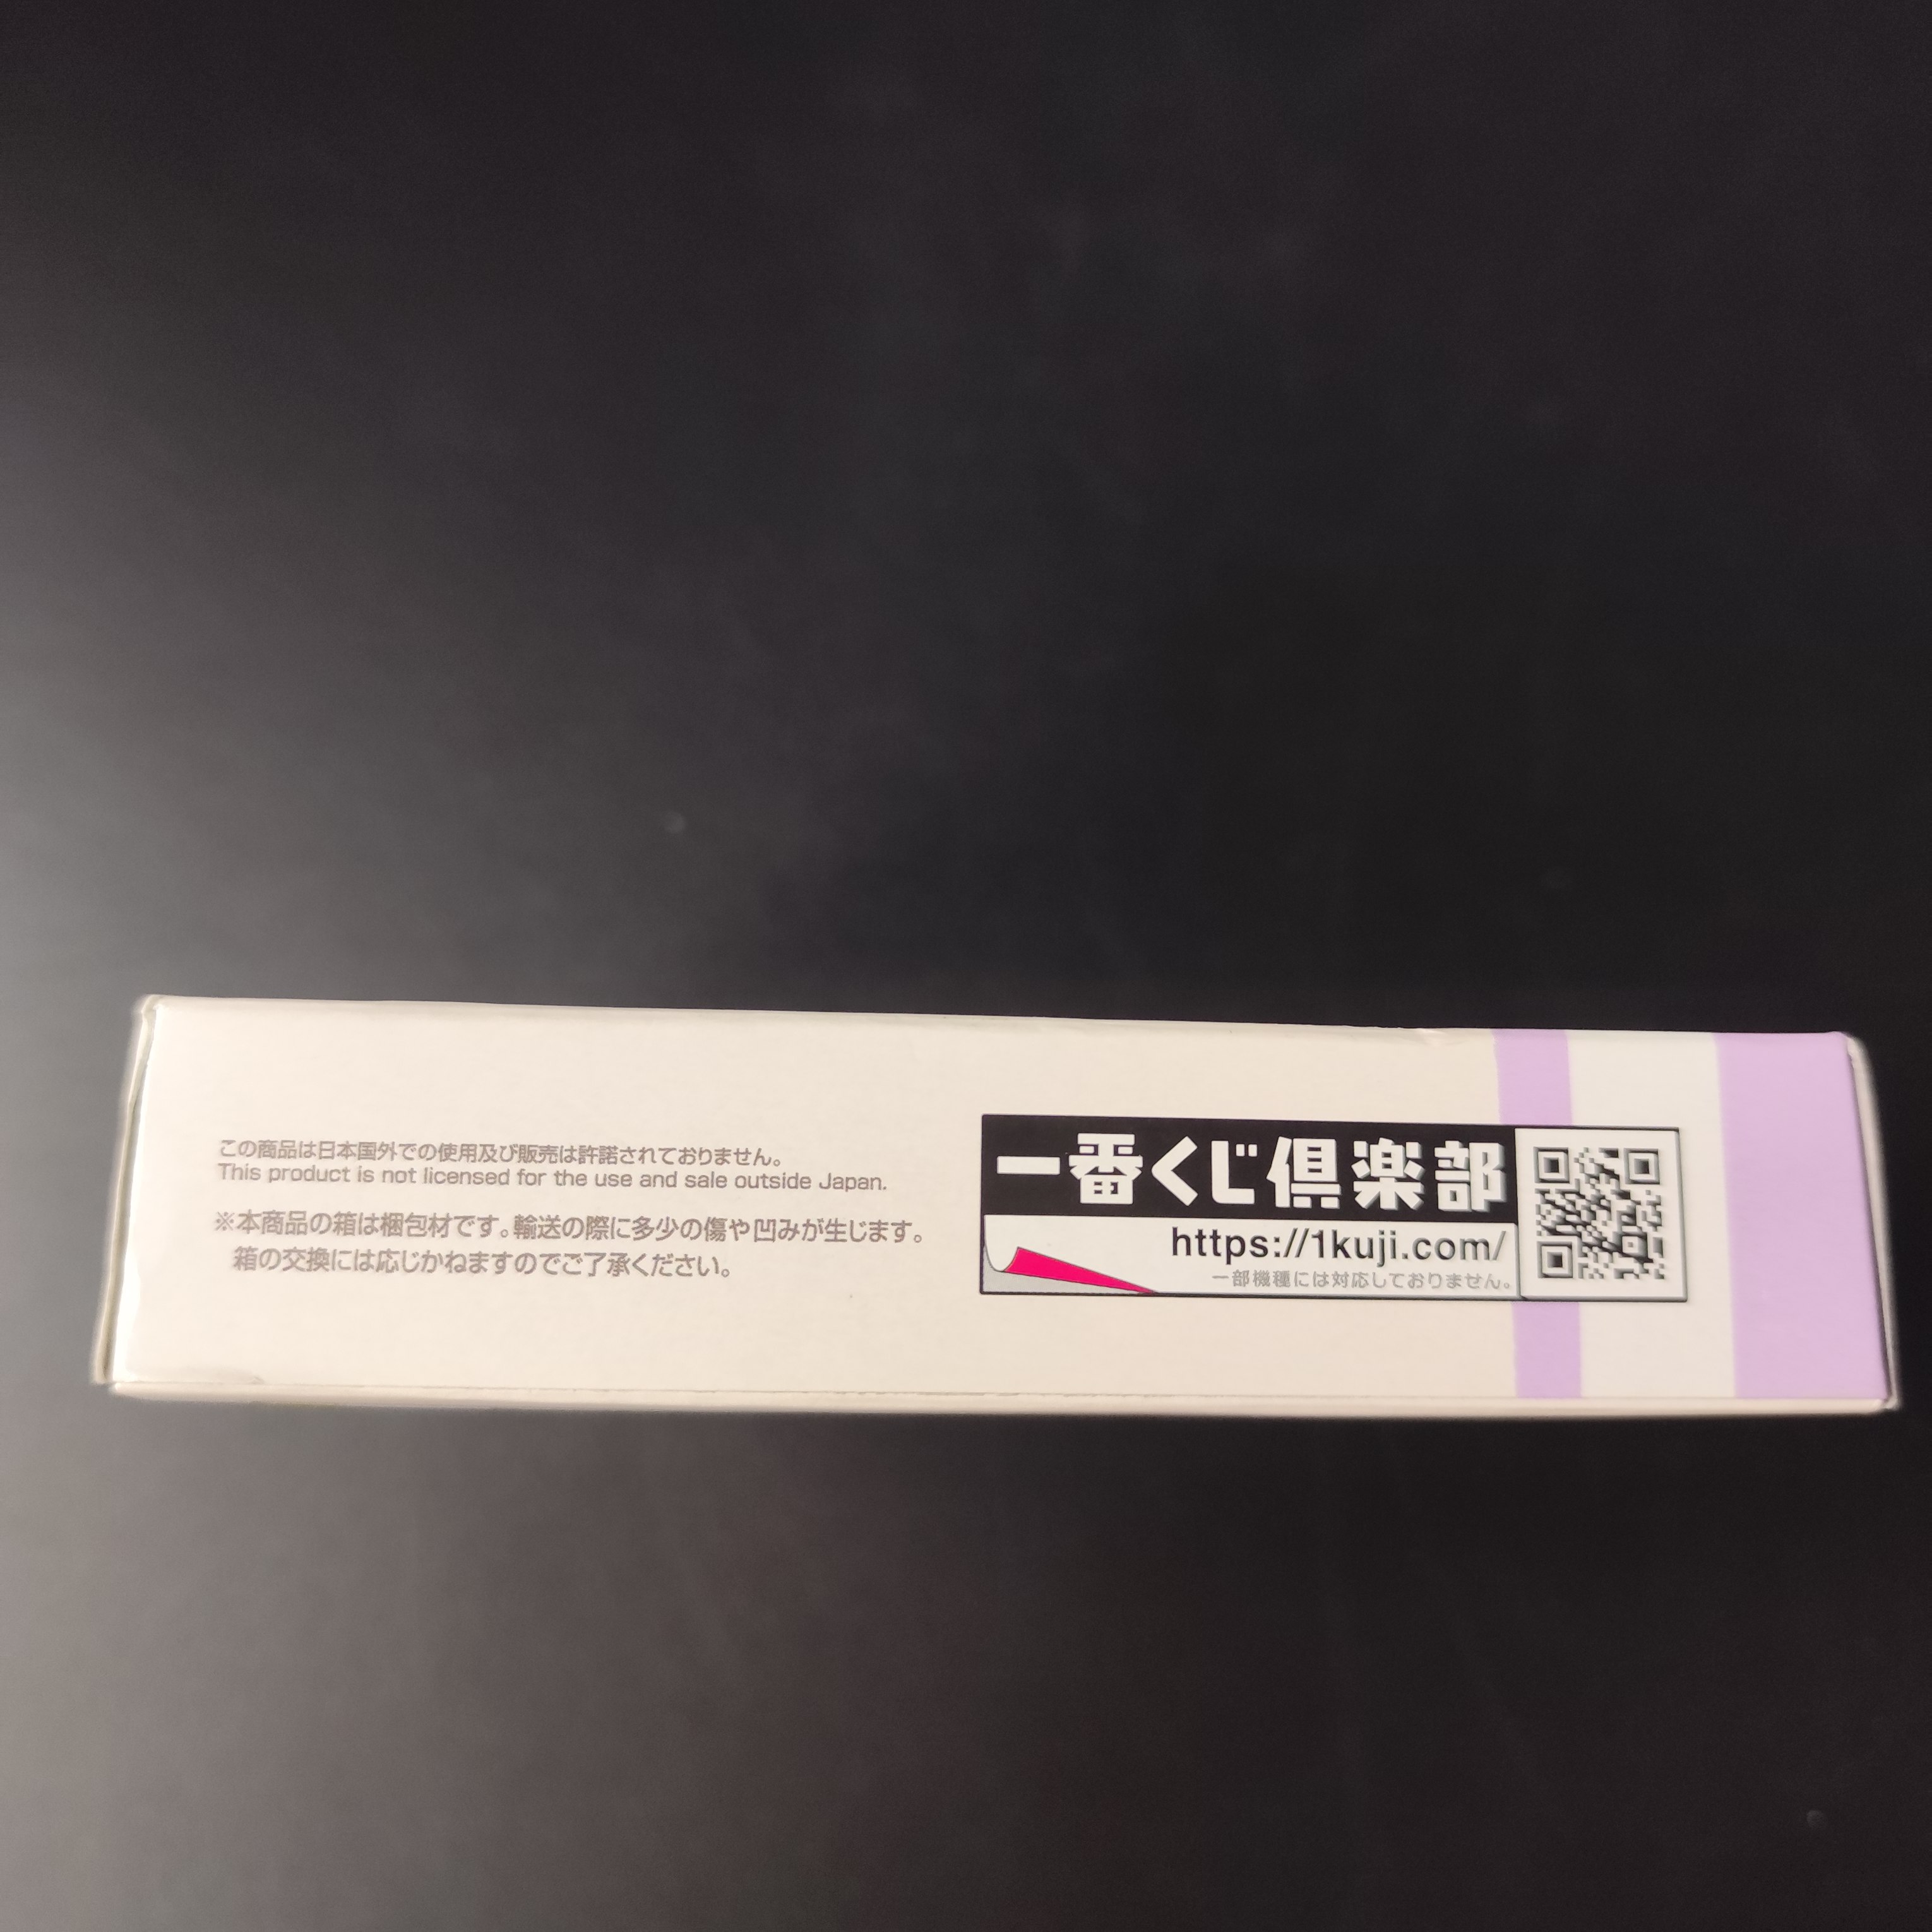 この商品は日本国外での使用及び販売は許諾されておりません。
This product is not licensed for the use and sale outside Japan.
※本商品の箱は梱包材です。輸送の際に多少の傷や凹みが生じます。
箱の交換には応じかねますのでご了承ください。
一番くじ倶楽部
https://1kuji.com/
一部機種には対応しておりません。